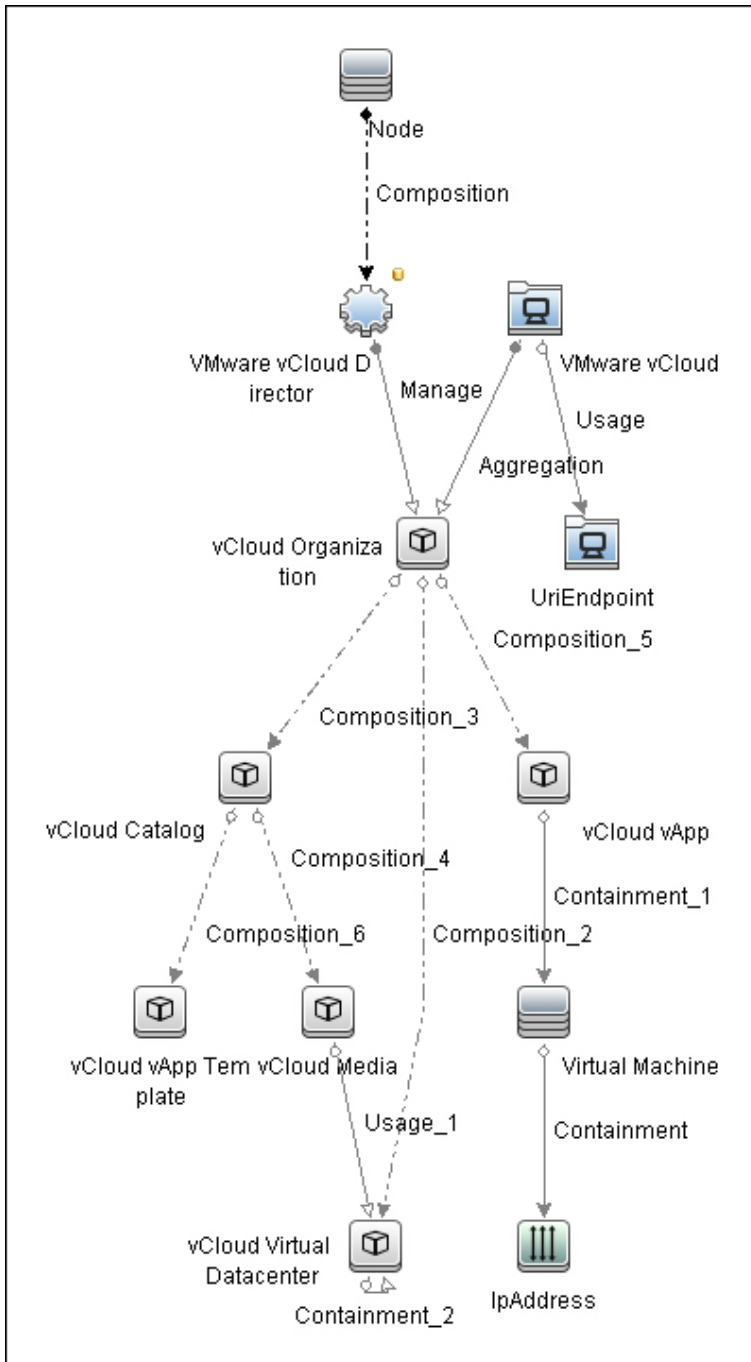 Node
Composition
VMware vCloud D
irector
VMware vCloud
Manage
Usage
Aggregation
vCloud Organiza
tion
UriEndpoint
Composition_5
Composition_3
vCloud Catalog
vCloud vApp
Composition_4
Containment_1
Composition_6
Composition_2
vCloud vApp Tem
plate
vCloud Media
Virtual Machine
Usage_1
Containment
vCloud Virtual
Datacenter
IpAddress
Containment_2